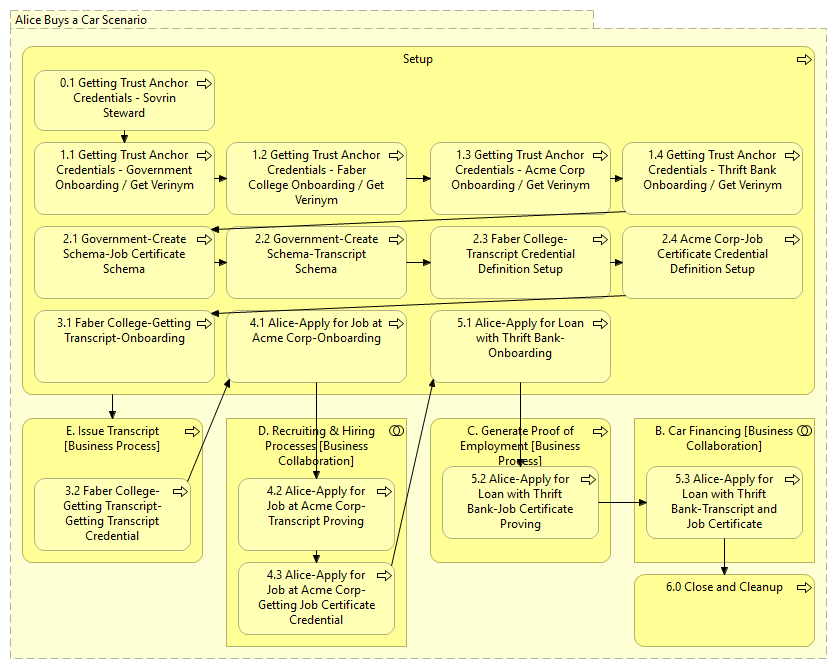 Alice Buys a Car Scenario
Setup
0.1 Getting Trust Anchor
Credentials - Sovrin
Steward
1.1 Getting Trust Anchor
Credentials - Government
Onboarding / Get Verinym
1.2 Getting Trust Anchor
Credentials - Faber
College Onboarding / Get
Verinym
1.3 Getting Trust Anchor
Credentials - Acme Corp
Onboarding / Get Verinym
1.4 Getting Trust Anchor
Credentials - Thrift Bank
Onboarding / Get Verinym
2.1 Government-Create
Schema-Job Certificate
Schema
2.2 Government-Create
Schema-Transcript
Schema
2.3 Faber College-
Transcript Credential
Definition Setup
2.4 Acme Corp-Job
Certificate Credential
Definition Setup
3.1 Faber College-Getting
Transcript-Onboarding
4.1 Alice-Apply for Job at
Acme Corp-Onboarding
5.1 Alice-Apply for Loan
with Thrift Bank-
Onboarding
E. Issue Transcript
[Business Process]
3.2 Faber College-
Getting Transcript-
Getting Transcript
Credential
D. Recruiting & Hiring
Processes [Business
Collaboration]
4.2 Alice-Apply for
Job at Acme Corp-
Transcript Proving
4.3 Alice-Apply for
Job at Acme Corp-
Getting Job Certificate
Credential
C. Generate Proof of
Employment [Business
Process]
5.2 Alice-Apply for
Loan with Thrift
Bank-Job Certificate
Proving
B. Car Financing [Business
Collaboration]
5.3 Alice-Apply for
Loan with Thrift
Bank-Transcript and
Job Certificate
6.0 Close and Cleanup